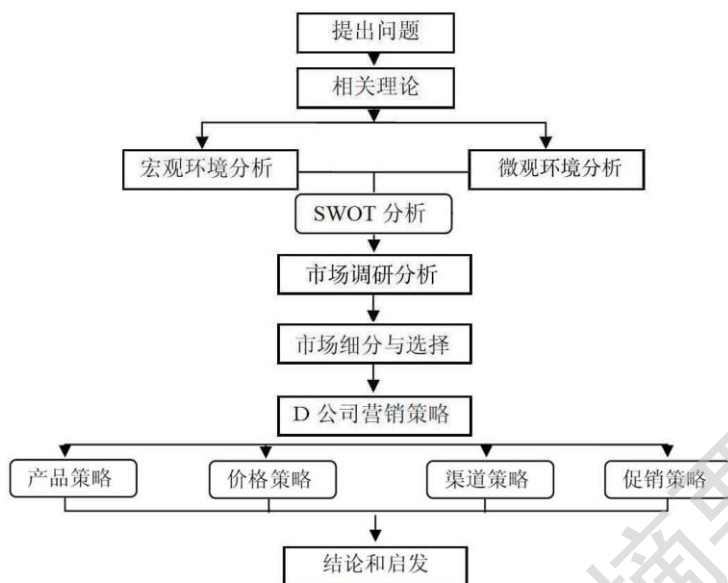 提出问题
相关理论
宏观环境分析
微观环境分析
SWOT 分析
市场调研分析
市场细分与选择
D 公司营销策略
产品策略
价格策略
渠道策略
促销策略
结论和启发
摘要